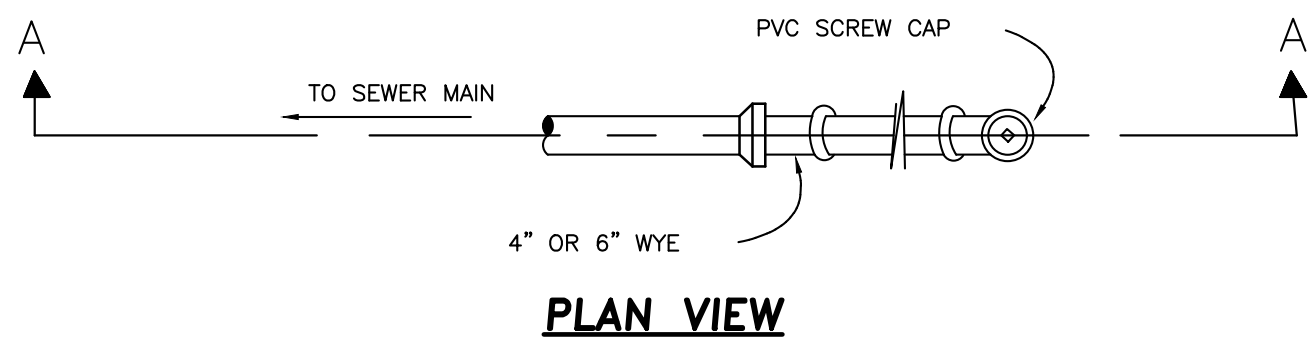 A
A
PVC SCREW CAP
TO SEWER MAIN
4” OR 6” WYE
PLAN VIEW